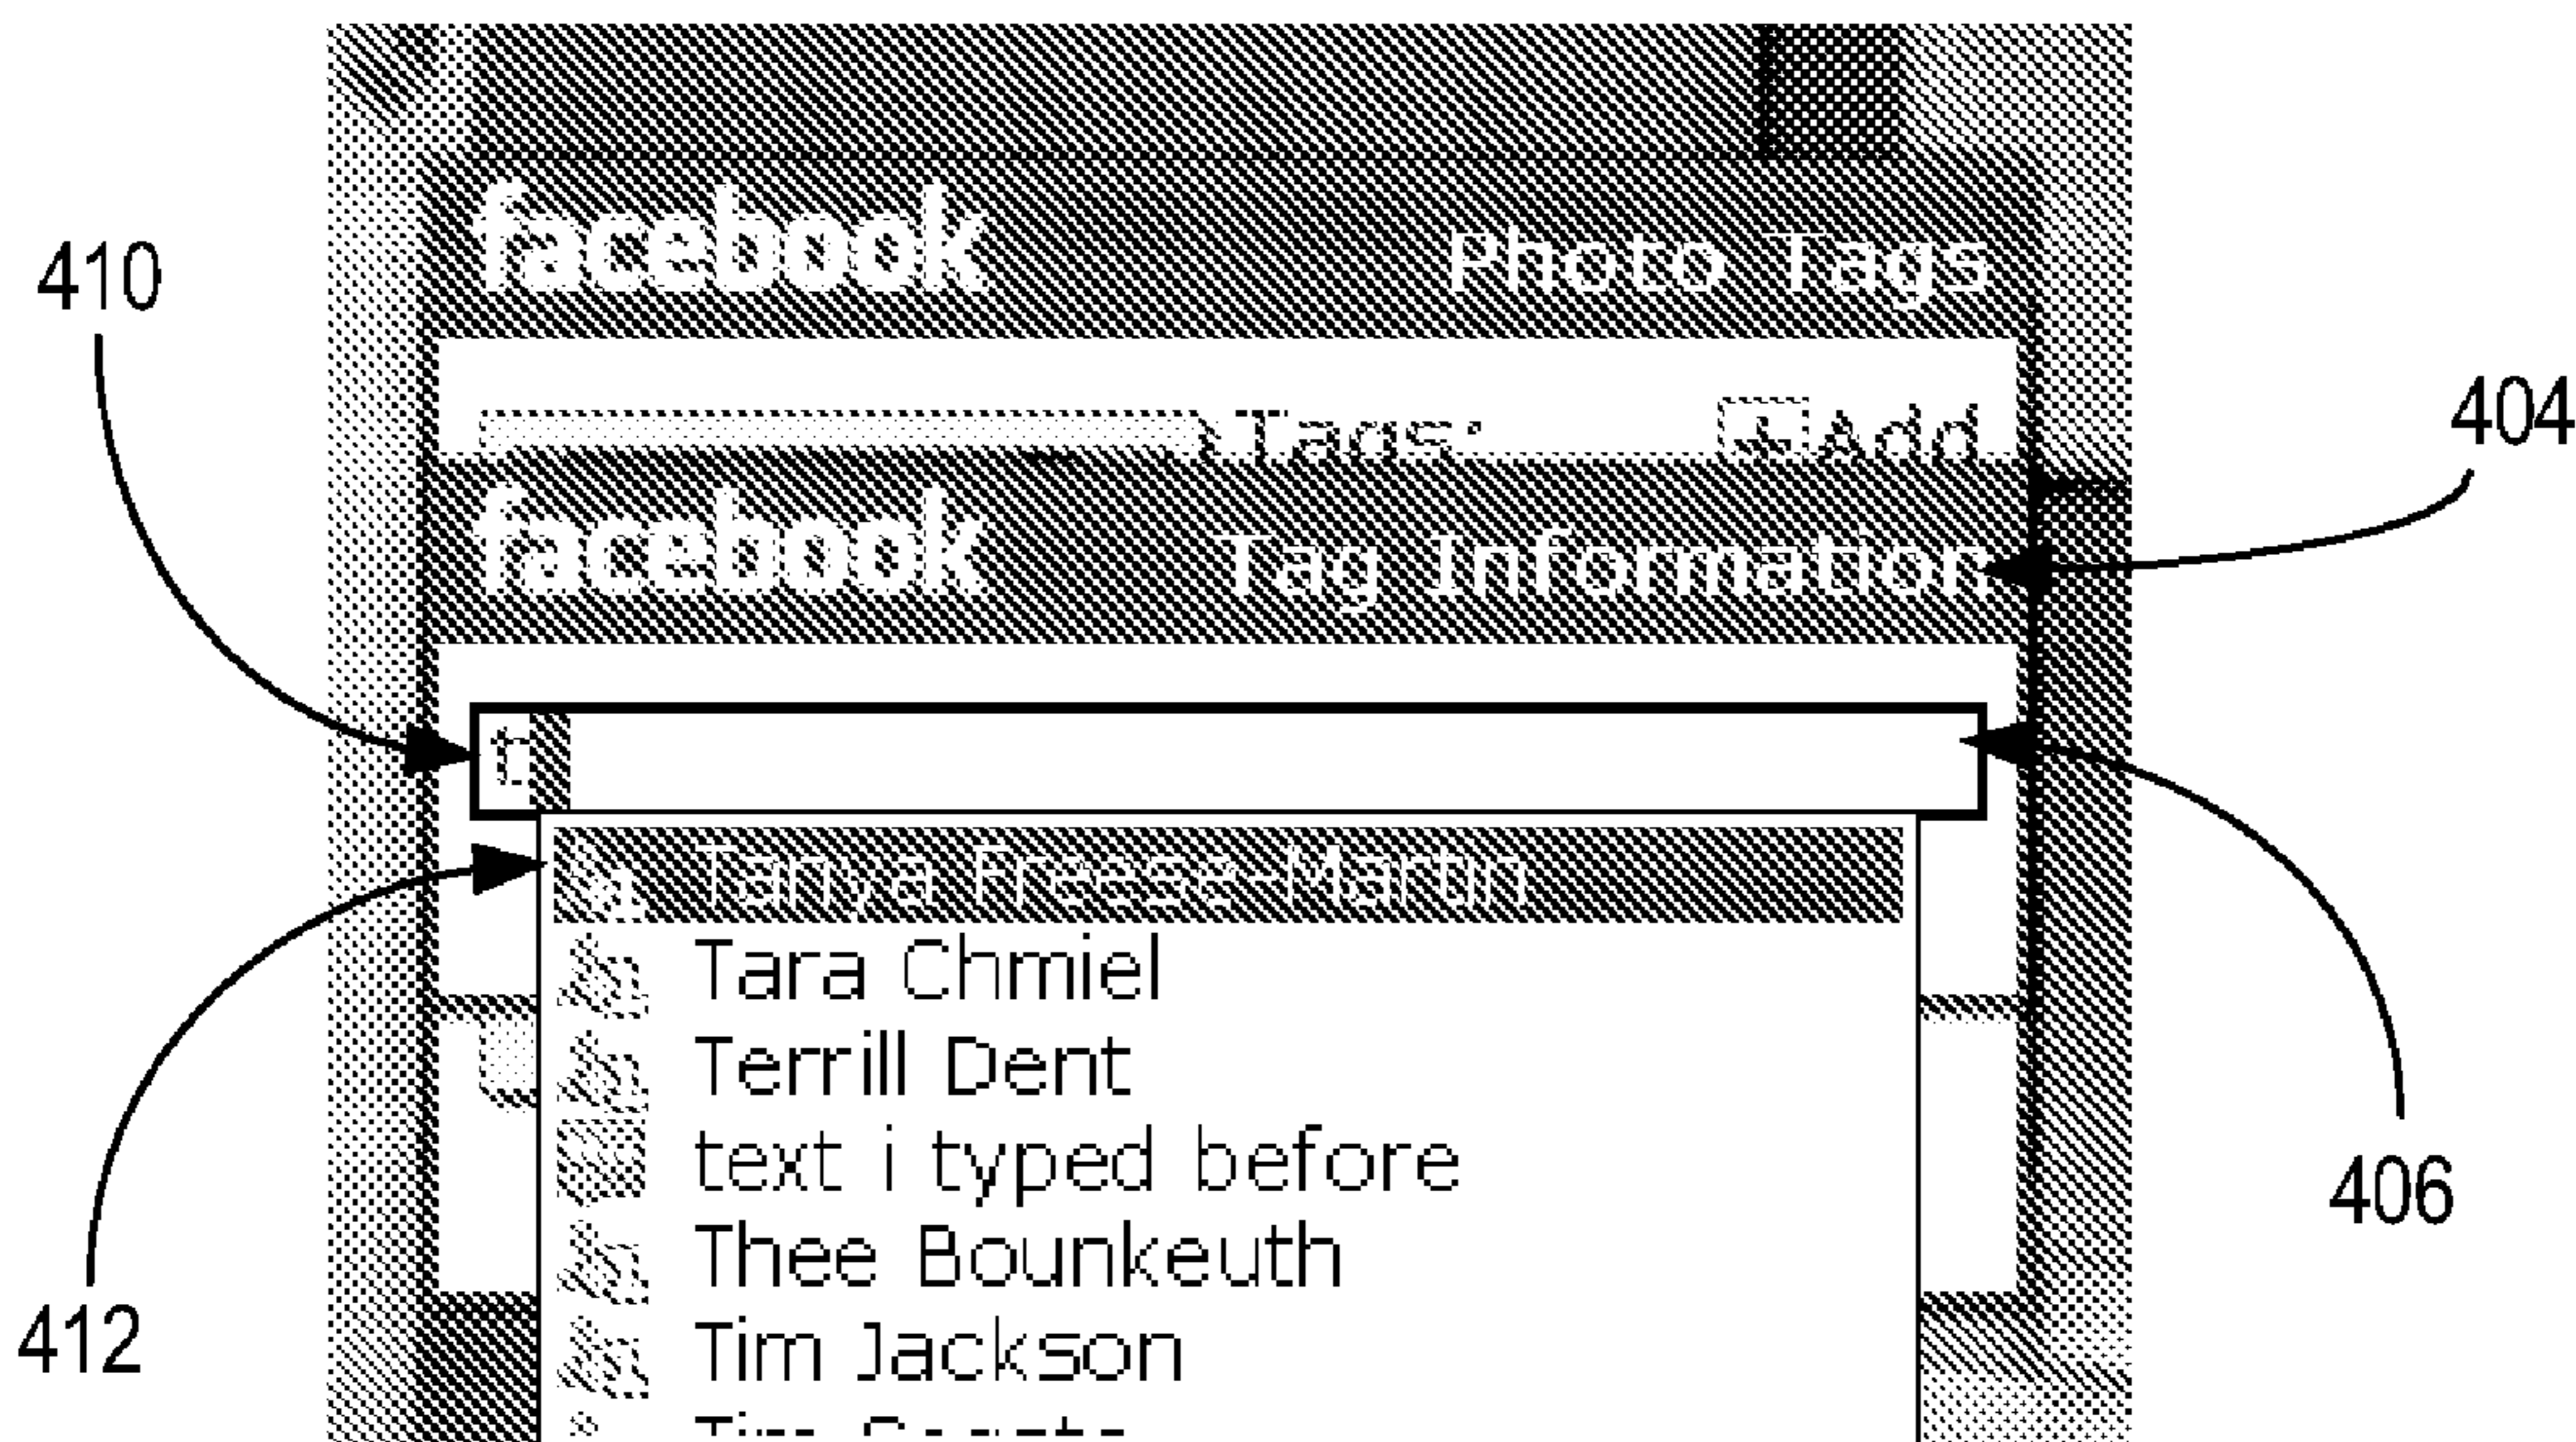 facebook Photo Tags
410
Tags: + Add
404
facebook Tag Information
t
Tanya Freese-Martin
Tara Chmiel
Terrill Dent
text i typed before
406
Thee Bounkeuth
412
Tim Jackson